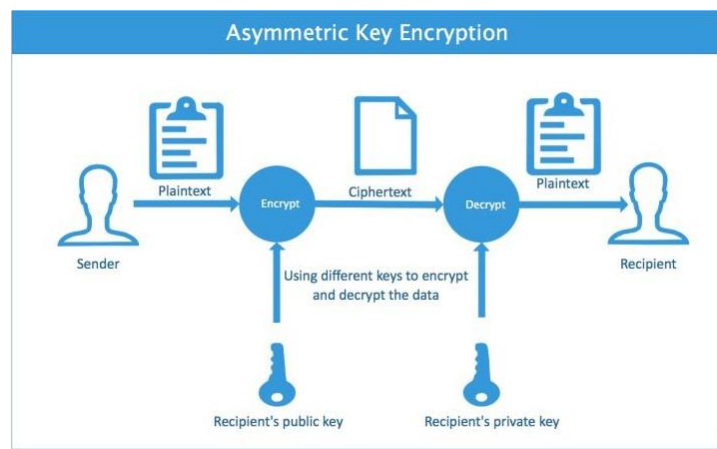 Asymmetric Key Encryption
Plaintext
Ciphertext
Plaintext
Encrypt
Decrypt
Sender
Recipient
Using different keys to encrypt
and decrypt the data
Recipient's public key
Recipient's private key